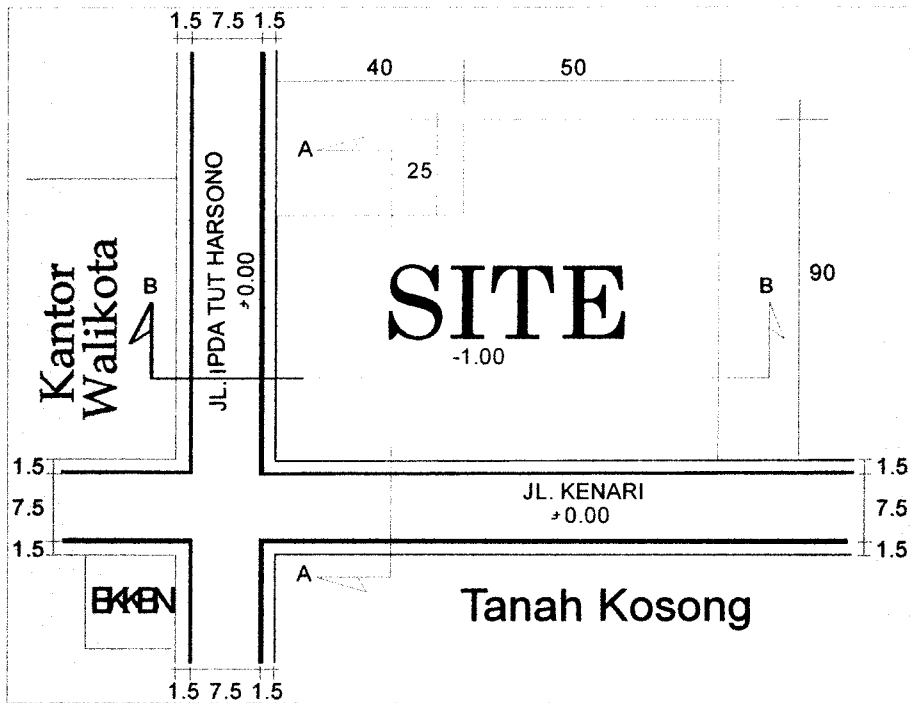 1.5 7.5 1.5
40
50
A
25
JL. IPDA TUT HARSONO
±0.00
Kantor
Walikota
B
SITE
-1.00
B
90
1.5
7.5
1.5
JL. KENARI
±0.00
1.5
7.5
1.5
A
Tanah Kosong
1.5 7.5 1.5